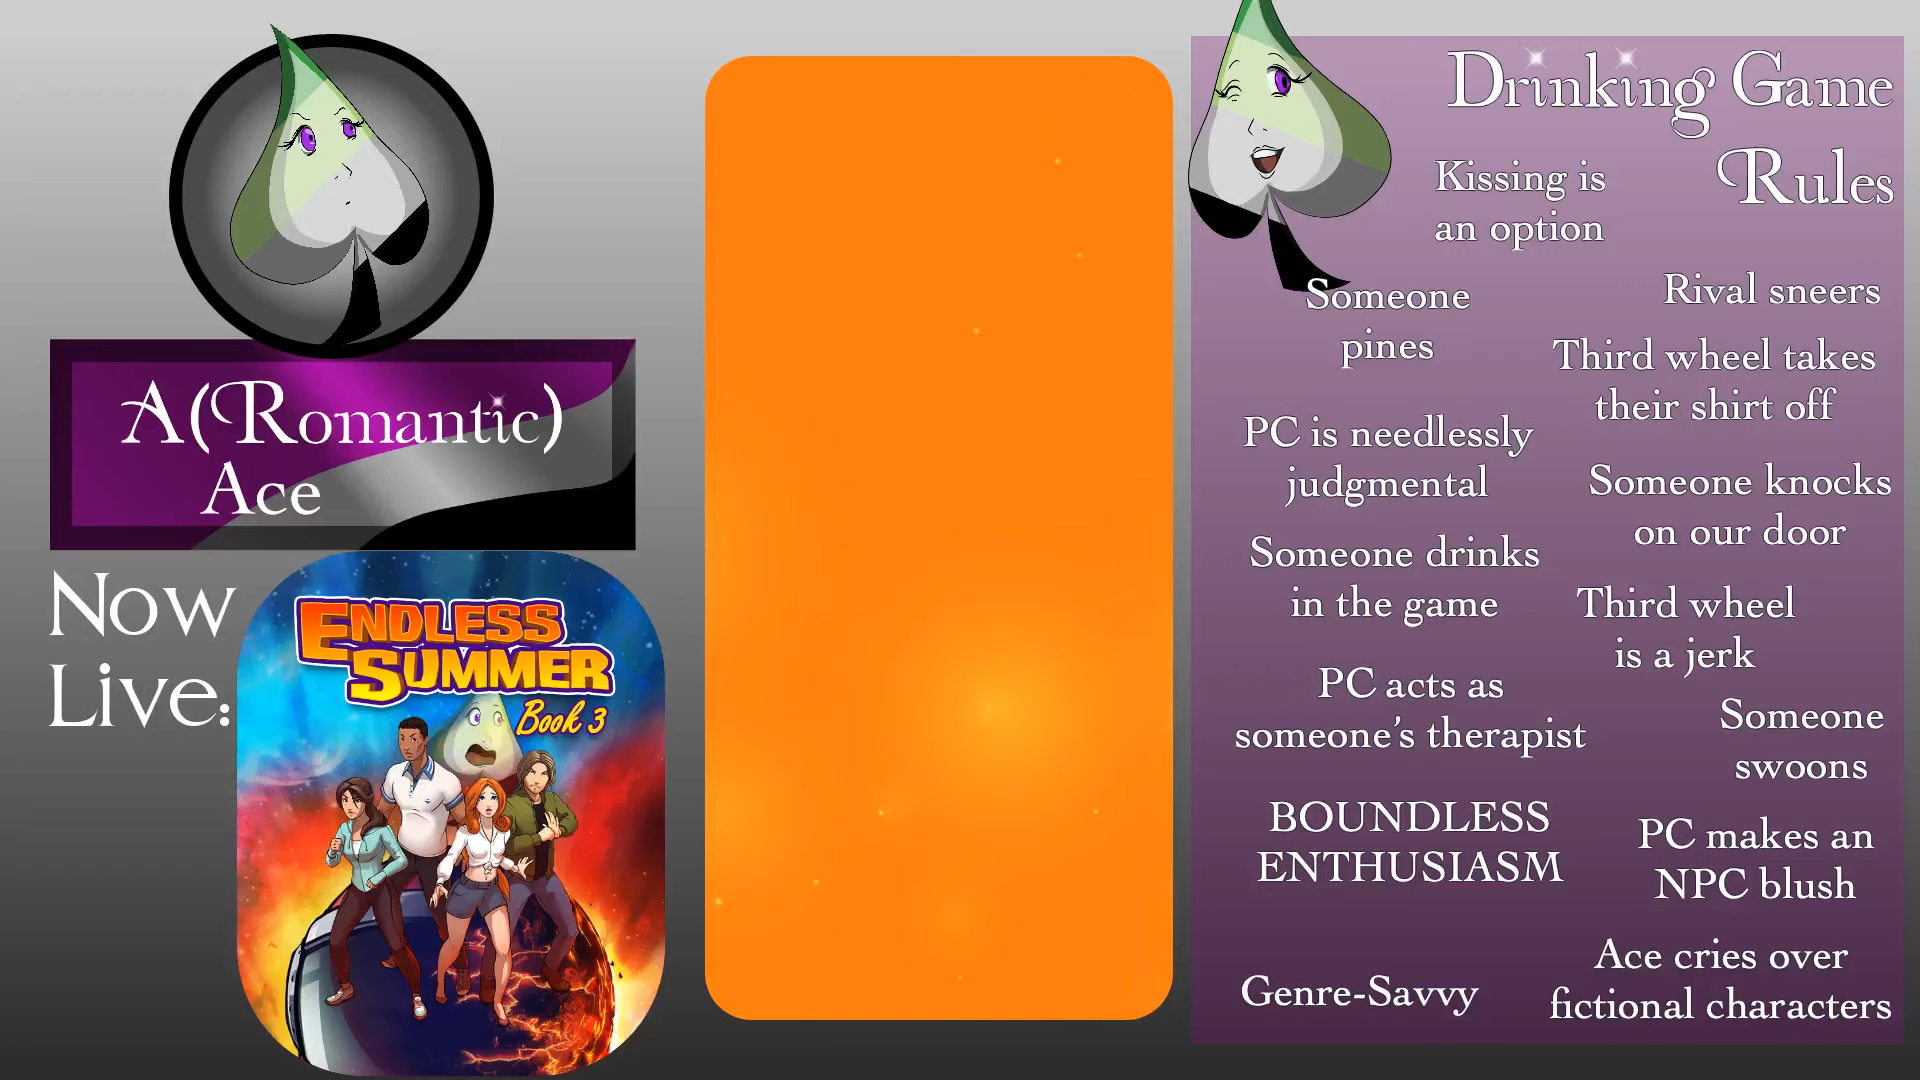 A(Romantic)
Ace
Now
Live:
ENDLESS
SUMMER
Book 3
Drinking Game
Rules
Kissing is
an option
Someone
pines
Rival sneers
Third wheel takes
their shirt off
PC is needlessly
judgmental
Someone knocks
on our door
Someone drinks
in the game
Third wheel
is a jerk
PC acts as
someone's therapist
Someone
swoons
BOUNDLESS
ENTHUSIASM
PC makes an
NPC blush
Genre-Savvy
Ace cries over
fictional characters